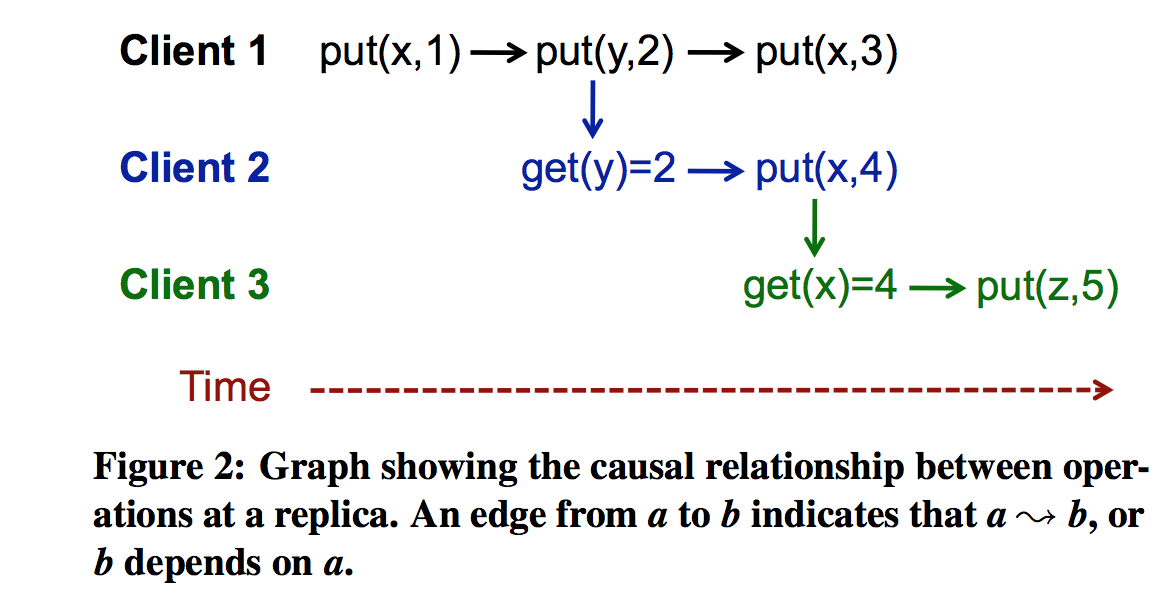 Client 1 put(x,1) → put(y,2) → put(x,3)
Client 2 get(y)=2 → put(x,4)
Client 3 get(x)=4 → put(z,5)
Time
Figure 2: Graph showing the causal relationship between oper-
ations at a replica. An edge from a to b indicates that a ⇝ b, or
b depends on a.